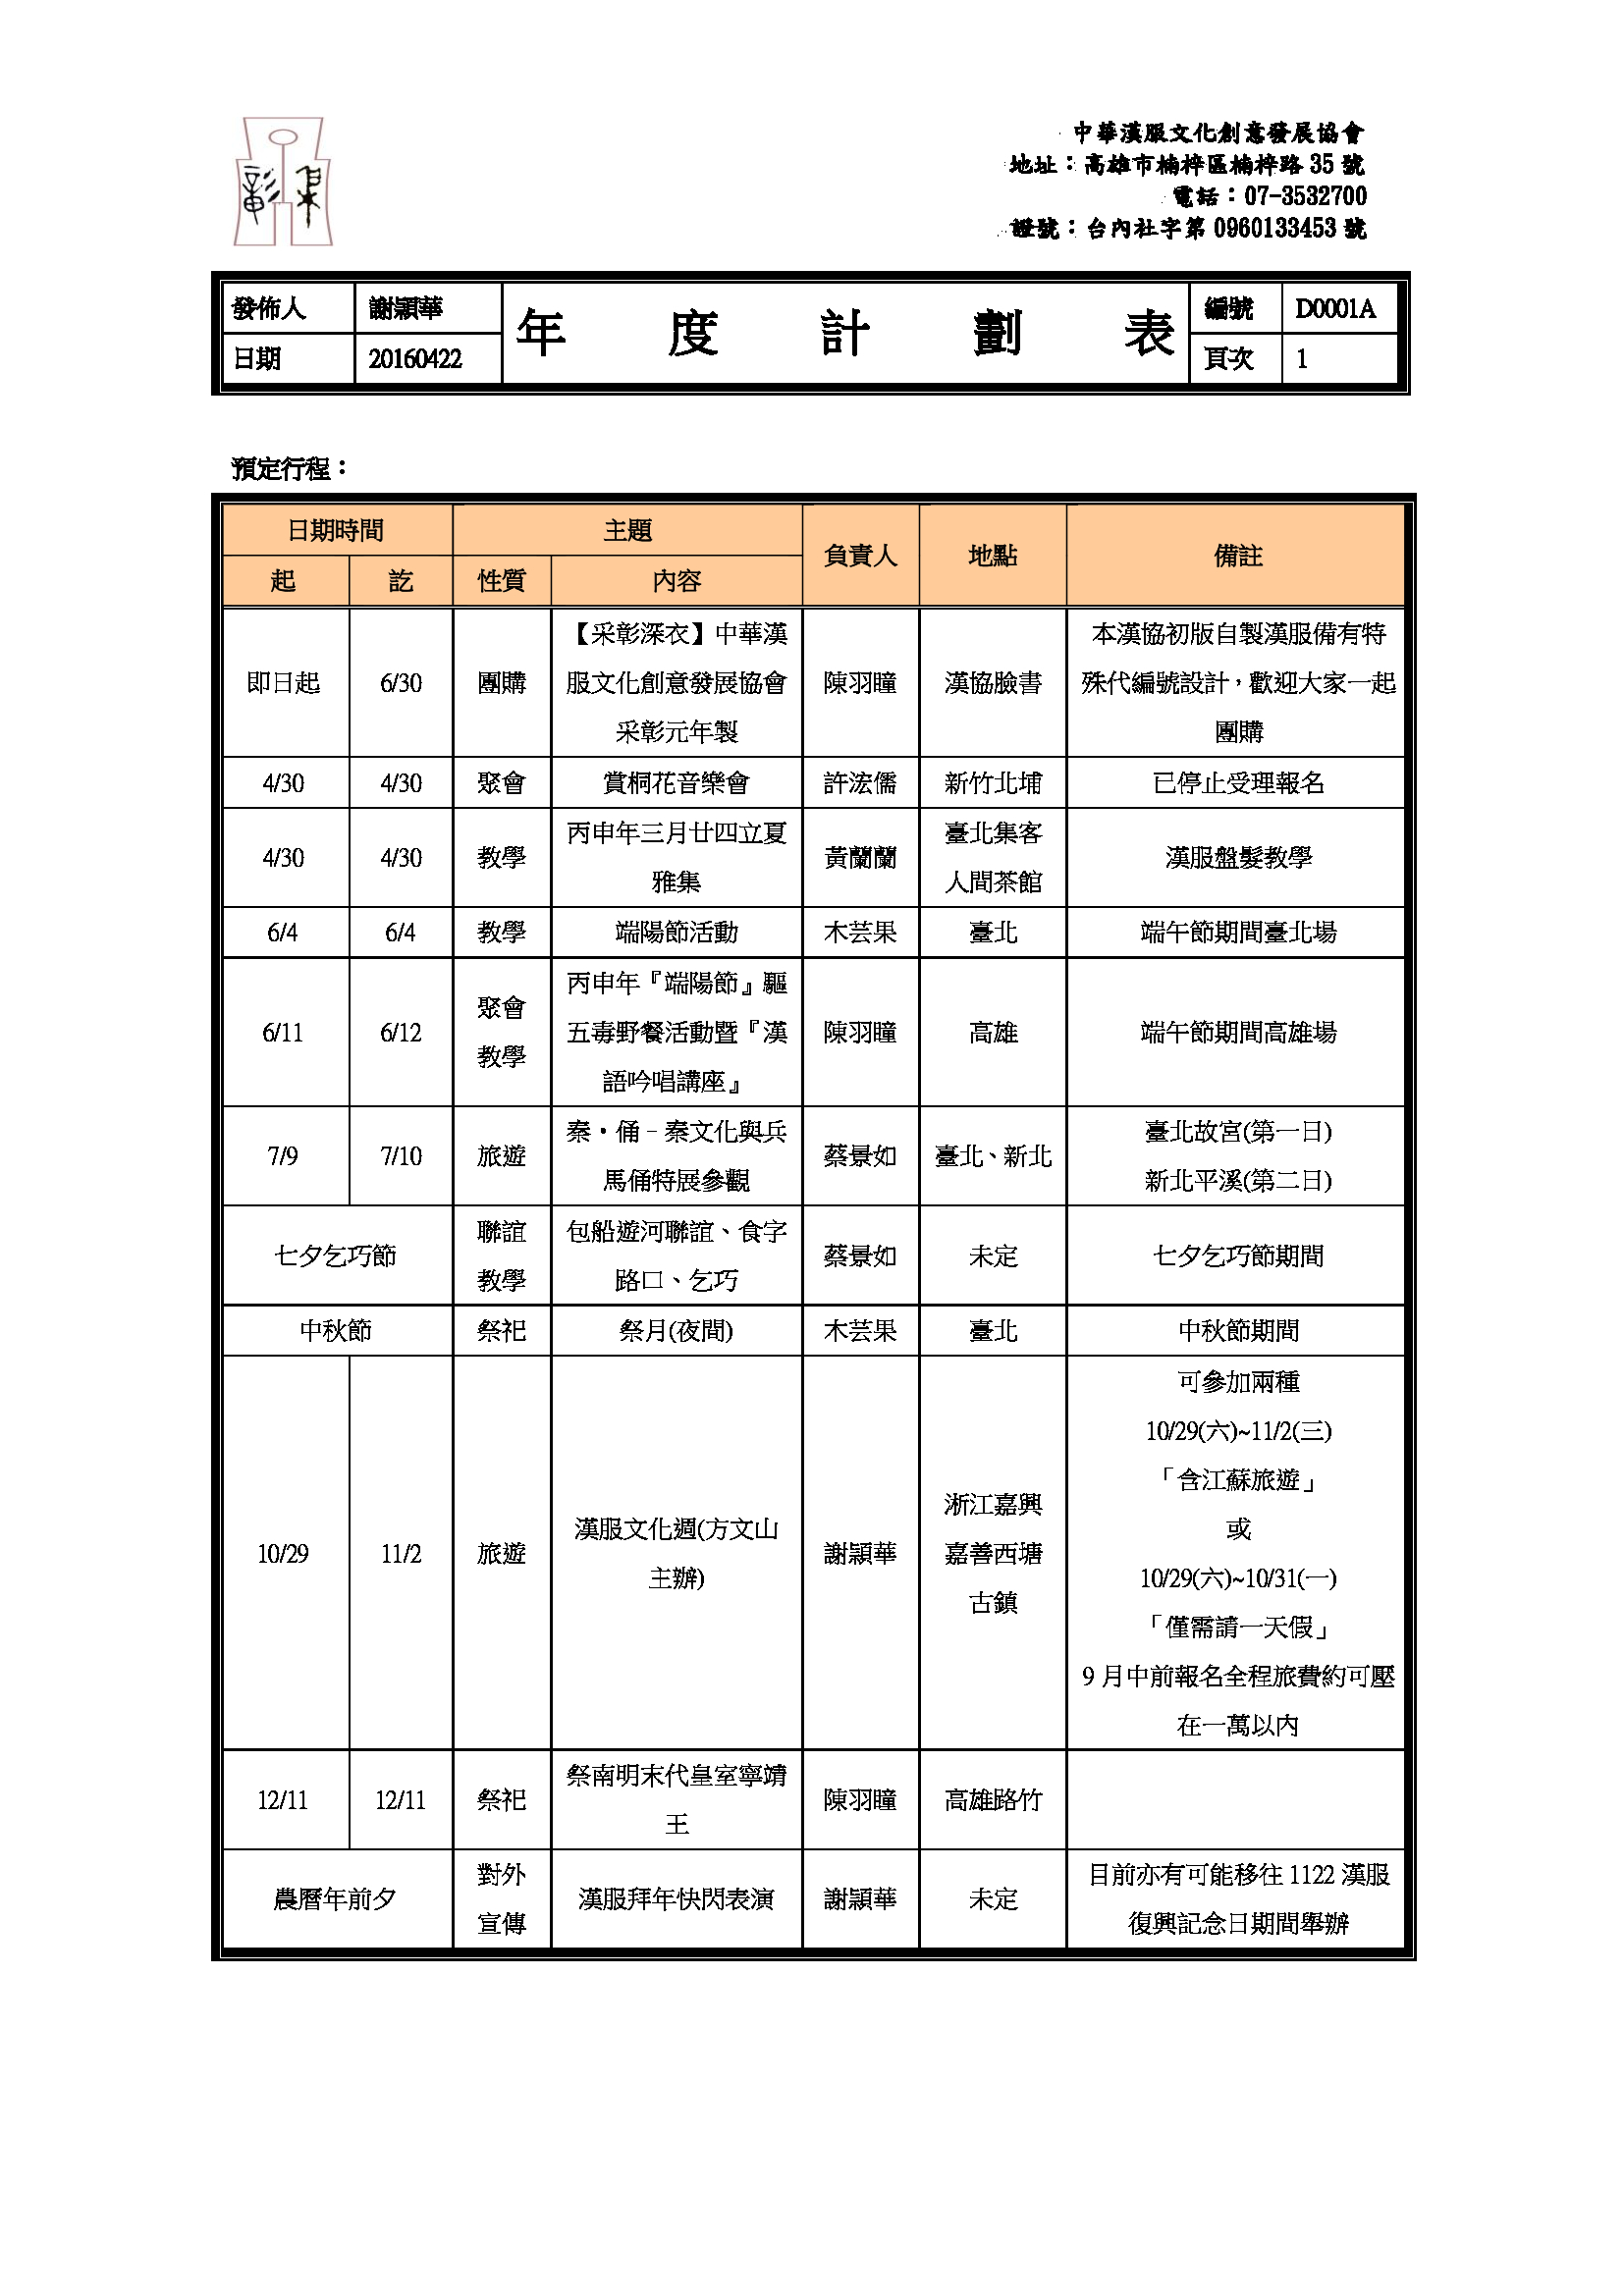 中華漢服文化創意發展協會
地址：高雄市楠梓區楠梓路 35 號
電話：07-3532700
證號：台內社字第 0960133453 號
發佈人 謝潁華 年度計劃表 編號 D0001A
日期 20160422 頁次 1
預定行程：
日期時間 主題 負責人 地點 備註
起 訖 性質 內容
即日起 6/30 團購
【采彰深衣】中華漢
服文化創意發展協會
采彰元年製
陳羽瞳 漢協臉書
本漢協初版自製漢服備有特
殊代編號設計，歡迎大家一起
團購
4/30 4/30 聚會 賞桐花音樂會 許浤儒 新竹北埔 已停止受理報名
4/30 4/30 教學
丙申年三月廿四立夏
雅集
黃蘭蘭
臺北集客
人間茶館
漢服盤髮教學
6/4 6/4 教學 端陽節活動 木芸果 臺北 端午節期間臺北場
6/11 6/12
聚會
教學
丙申年『端陽節』驅
五毒野餐活動暨『漢
語吟唱講座』
陳羽瞳 高雄 端午節期間高雄場
7/9 7/10 旅遊
秦・俑－秦文化與兵
馬俑特展參觀
蔡景如 臺北、新北
臺北故宮(第一日)
新北平溪(第二日)
七夕乞巧節
聯誼
教學
包船遊河聯誼、食字
路口、乞巧
蔡景如 未定 七夕乞巧節期間
中秋節 祭祀 祭月(夜間) 木芸果 臺北 中秋節期間
10/29 11/2 旅遊
漢服文化週(方文山
主辦)
謝潁華
浙江嘉興
嘉善西塘
古鎮
可參加兩種
10/29(六)~11/2(三)
「含江蘇旅遊」
或
10/29(六)~10/31(一)
「僅需請一天假」
9 月中前報名全程旅費約可壓
在一萬以內
12/11 12/11 祭祀
祭南明末代皇室寧靖
王
陳羽瞳 高雄路竹
農曆年前夕
對外
宣傳
漢服拜年快閃表演 謝潁華 未定
目前亦有可能移往 1122 漢服
復興記念日期間舉辦